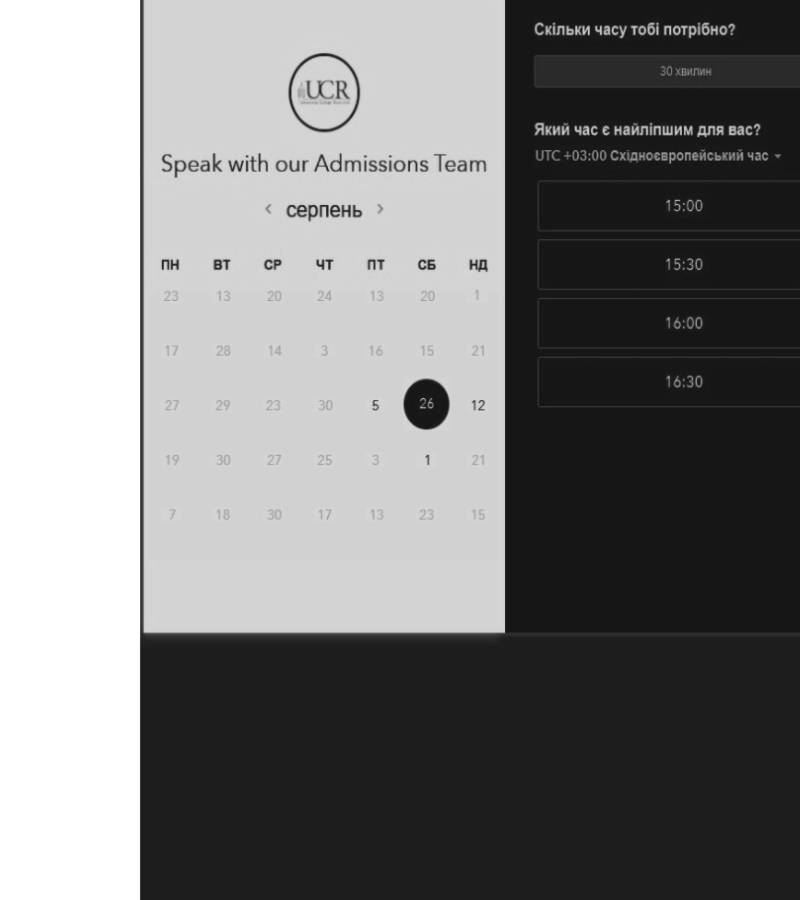 UCR
Speak with our Admissions Team
< серпень >
ПН ВТ СР ЧТ ПТ СБ НД
23 13 20 24 13 20 1
17 28 14 3 16 15 21
27 29 23 30 5 26 12
19 30 27 25 3 1 21
7 18 30 17 13 23 15
Скільки часу тобі потрібно?
30 хвилин
Який час є найліпшим для вас?
UTC +03:00 Східноєвропейський час
15:00
15:30
16:00
16:30